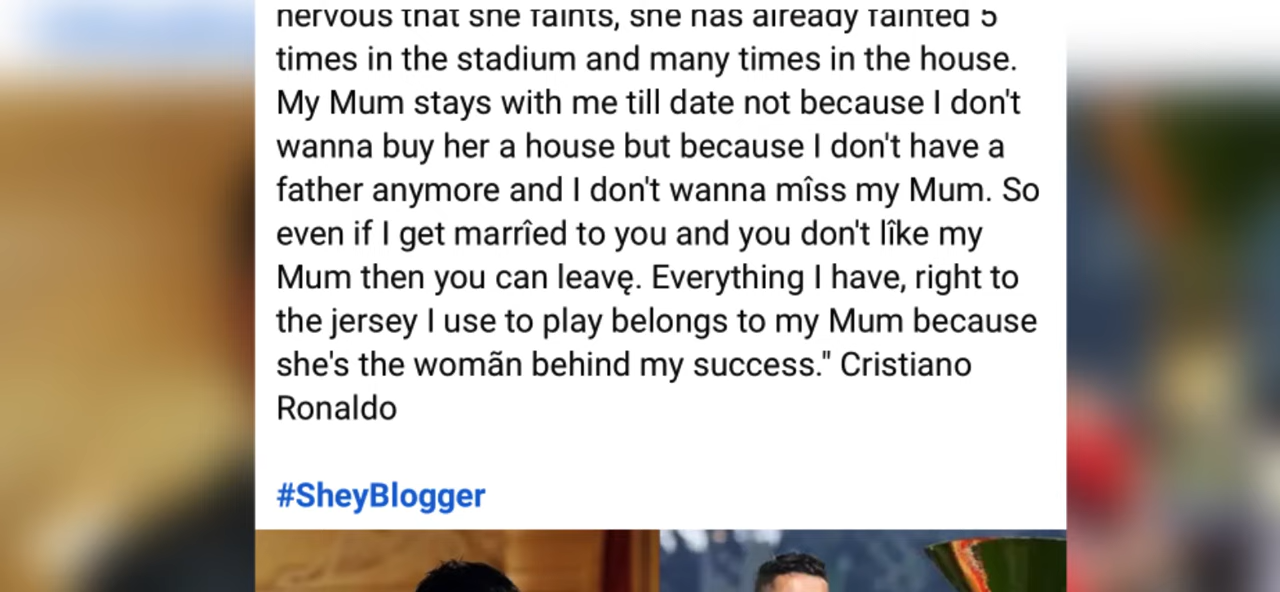 nervous that she faints, she has already fainted 5
times in the stadium and many times in the house.
My Mum stays with me till date not because I don't
wanna buy her a house but because I don't have a
father anymore and I don't wanna mîss my Mum. So
even if I get marrîed to you and you don't lîke my
Mum then you can leavę. Everything I have, right to
the jersey I use to play belongs to my Mum because
she's the womãn behind my success." Cristiano
Ronaldo
#SheyBlogger